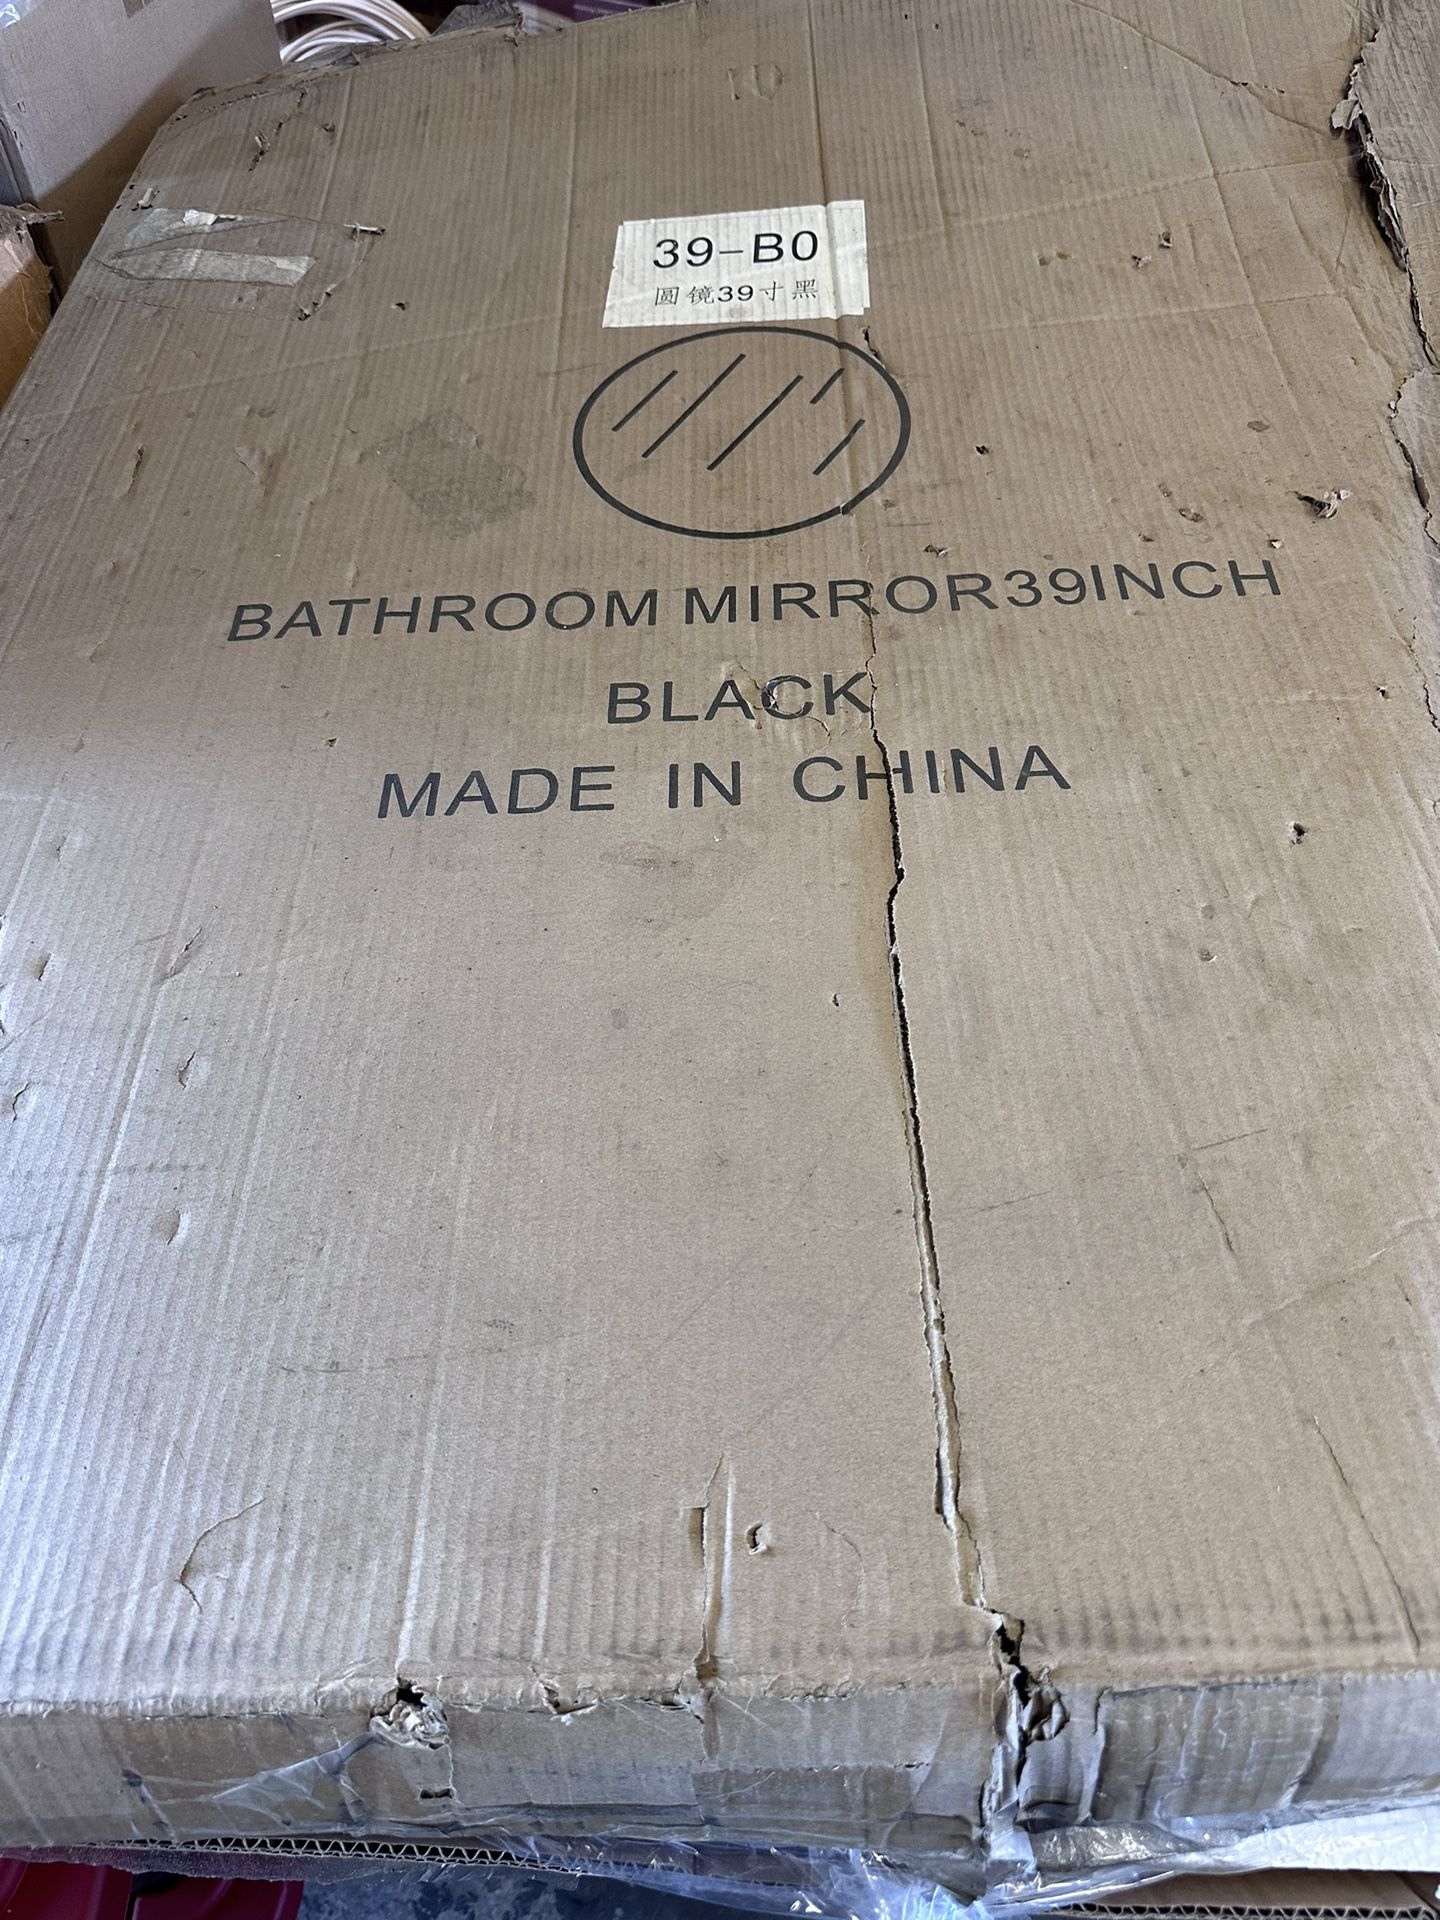 39-B0
圆镜39寸黑
BATHROOM MIRROR39INCH
BLACK
MADE IN CHINA